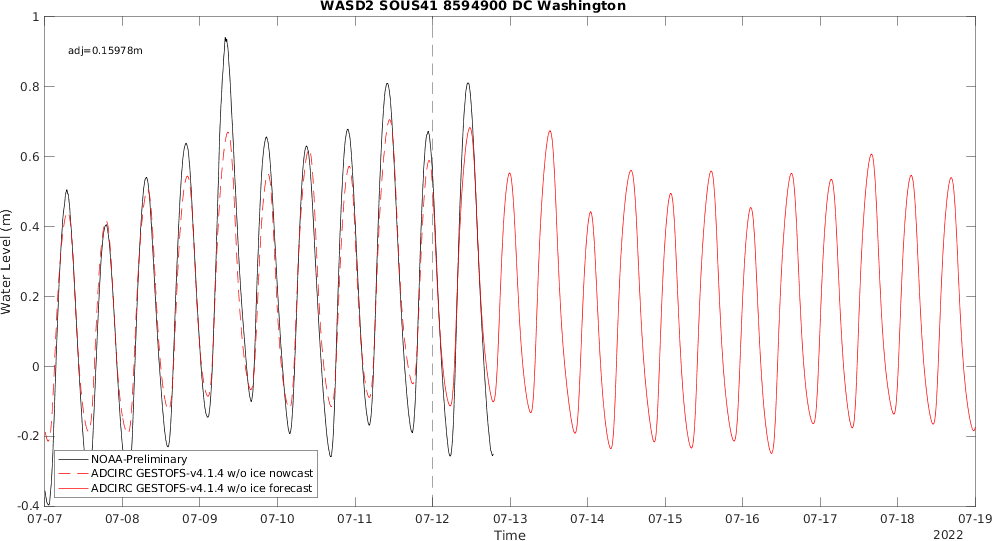 WASD2 SOUS41 8594900 DC Washington
adj=0.15978m
Water Level (m)
1
0.8
0.6
0.4
0.2
0
-0.2
-0.4
NOAA-Preliminary
ADCIRC GESTOFS-v4.1.4 w/o ice nowcast
ADCIRC GESTOFS-v4.1.4 w/o ice forecast
07-07 07-08 07-09 07-10 07-11 07-12 07-13 07-14 07-15 07-16 07-17 07-18 07-19
Time
2022